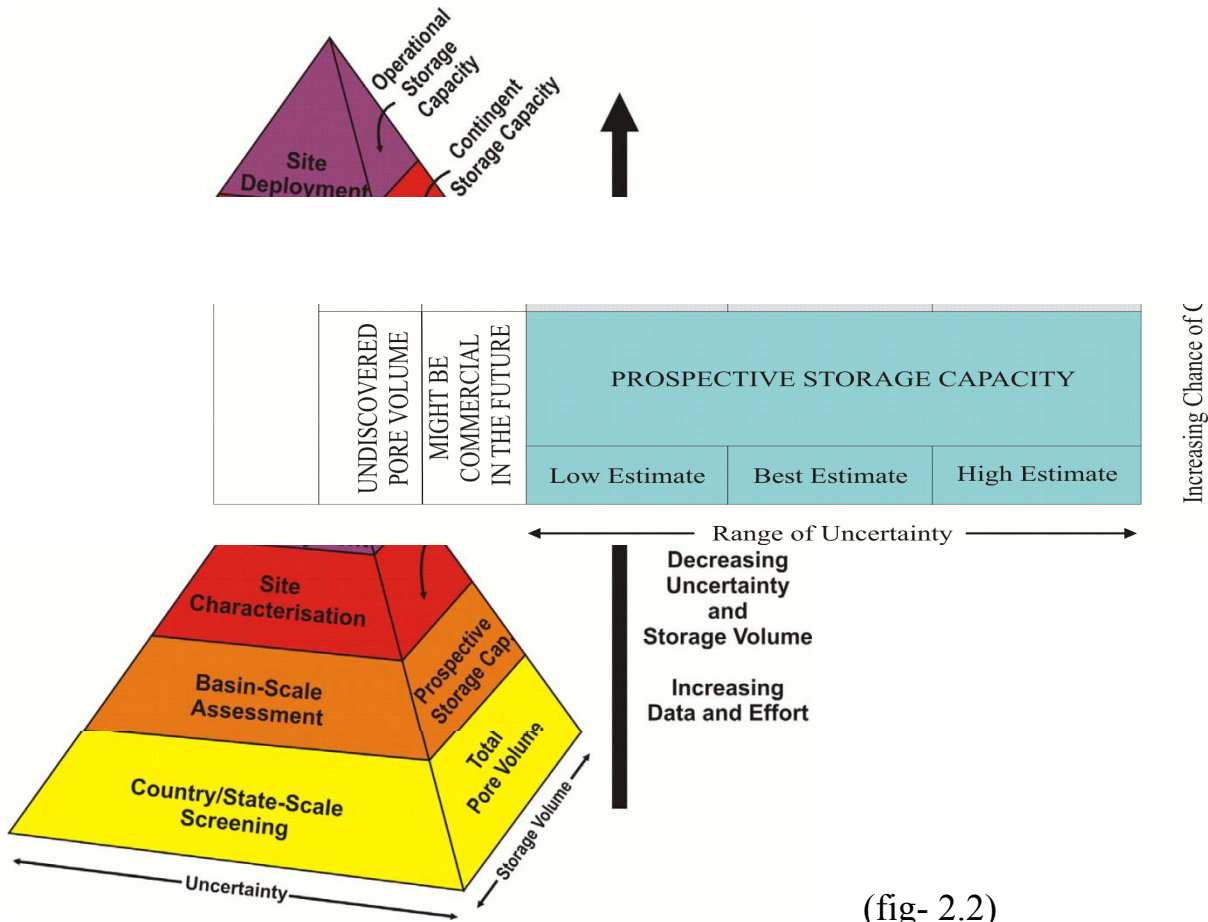 Operational
Storage
Capacity
Contingent
Storage Capacity
Site
Deployment
UNDISCOVERED
PORE VOLUME
MIGHT BE
COMMERCIAL
IN THE FUTURE
PROSPECTIVE STORAGE CAPACITY
Low Estimate
Best Estimate
High Estimate
Increasing Chance of
Range of Uncertainty
Site
Characterisation
Prospective
Storage Cap.
Basin-Scale
Assessment
Total
Pore Volume
Country/State-Scale
Screening
Decreasing
Uncertainty
and
Storage Volume
Increasing
Data and Effort
Storage Volume
Uncertainty
(fig- 2.2)